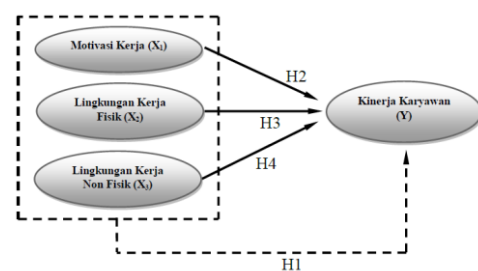 Motivasi Kerja (X₁)
H2
Lingkungan Kerja
Fisik (X₂)
H3
Kinerja Karyawan
(Y)
Lingkungan Kerja
Non Fisik (X₃)
H4
H1